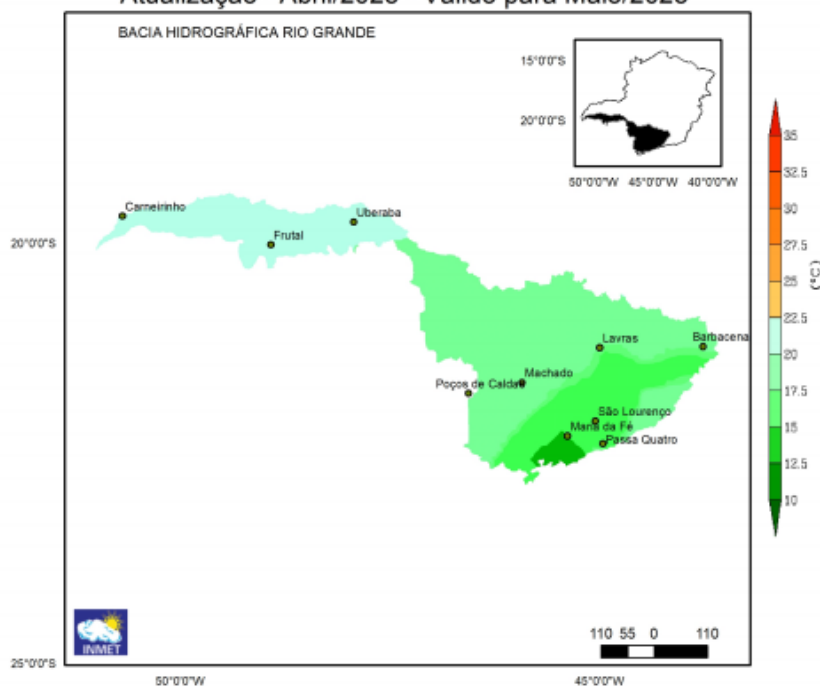 BACIA HIDROGRÁFICA RIO GRANDE
15°0'0"S
20°0'0"S
50°0'0"W 45°0'0"W 40°0'0"W
35
32.5
30
27.5
25
22.5
20
17.5
15
12.5
10
(°C)
Carneirinho
Uberaba
Frutal
20°0'0"S
Lavras
Barbacena
Machado
Poços de Caldas
São Lourenço
Maria da Fé
Passa Quatro
INMET
110 55 0 110
25°0'0"S
50°0'0"W 45°0'0"W